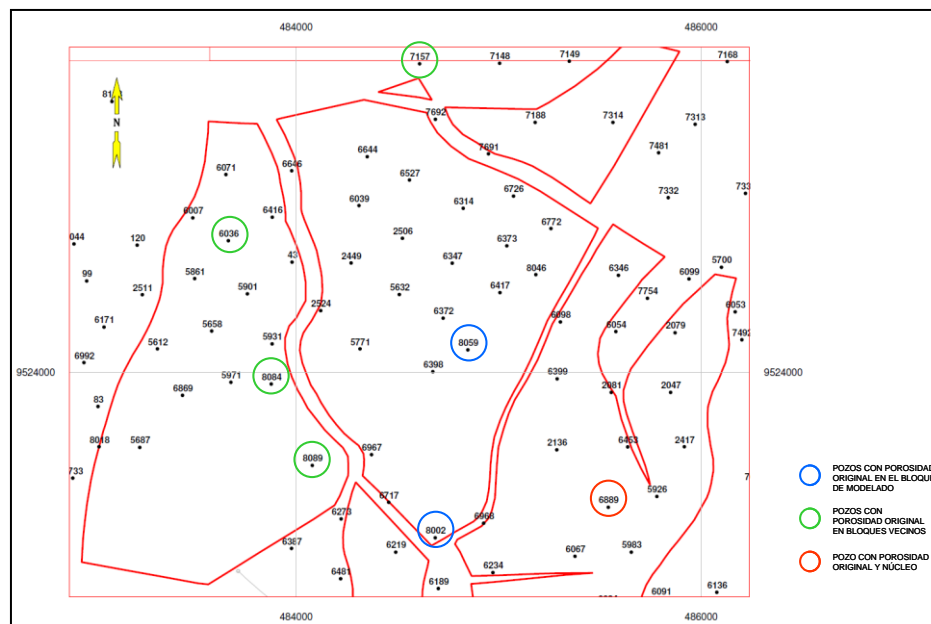 484000 486000
7157 7148 7149 7168
N
7692 7188 7314 7313
7691 7481
6644
6071 6646 6527 7332
6726
6007 6416 6039 6314
6036 6772
044 120 2506 6373
43 2449 6347 8046 6346 6099 5700
99 5861
2511 5901 5632 6417 7754
2524 6053
6171 5658 6372 6098 6054 2079 7492
5612 5931 5771 8059
6992
9524000 5971 8084 6398 6399 9524000
6869 2081 2047
83
8018 5687 2136 6463 2417
733 8089 6967
5926
6717 6889
6273 8002 6968
6387 6219 6067 5983
6481 6189 6234
6091 6136
484000 486000
POZOS CON POROSIDAD
ORIGINAL EN EL BLOQUE
DE MODELADO
POZOS CON
POROSIDAD ORIGINAL
EN BLOQUES VECINOS
POZO CON POROSIDAD
ORIGINAL Y NÚCLEO